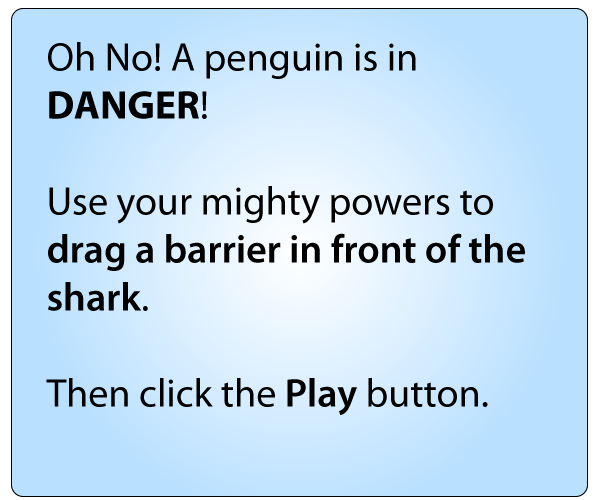 Oh No! A penguin is in
DANGER!
Use your mighty powers to
drag a barrier in front of the
shark.
Then click the Play button.